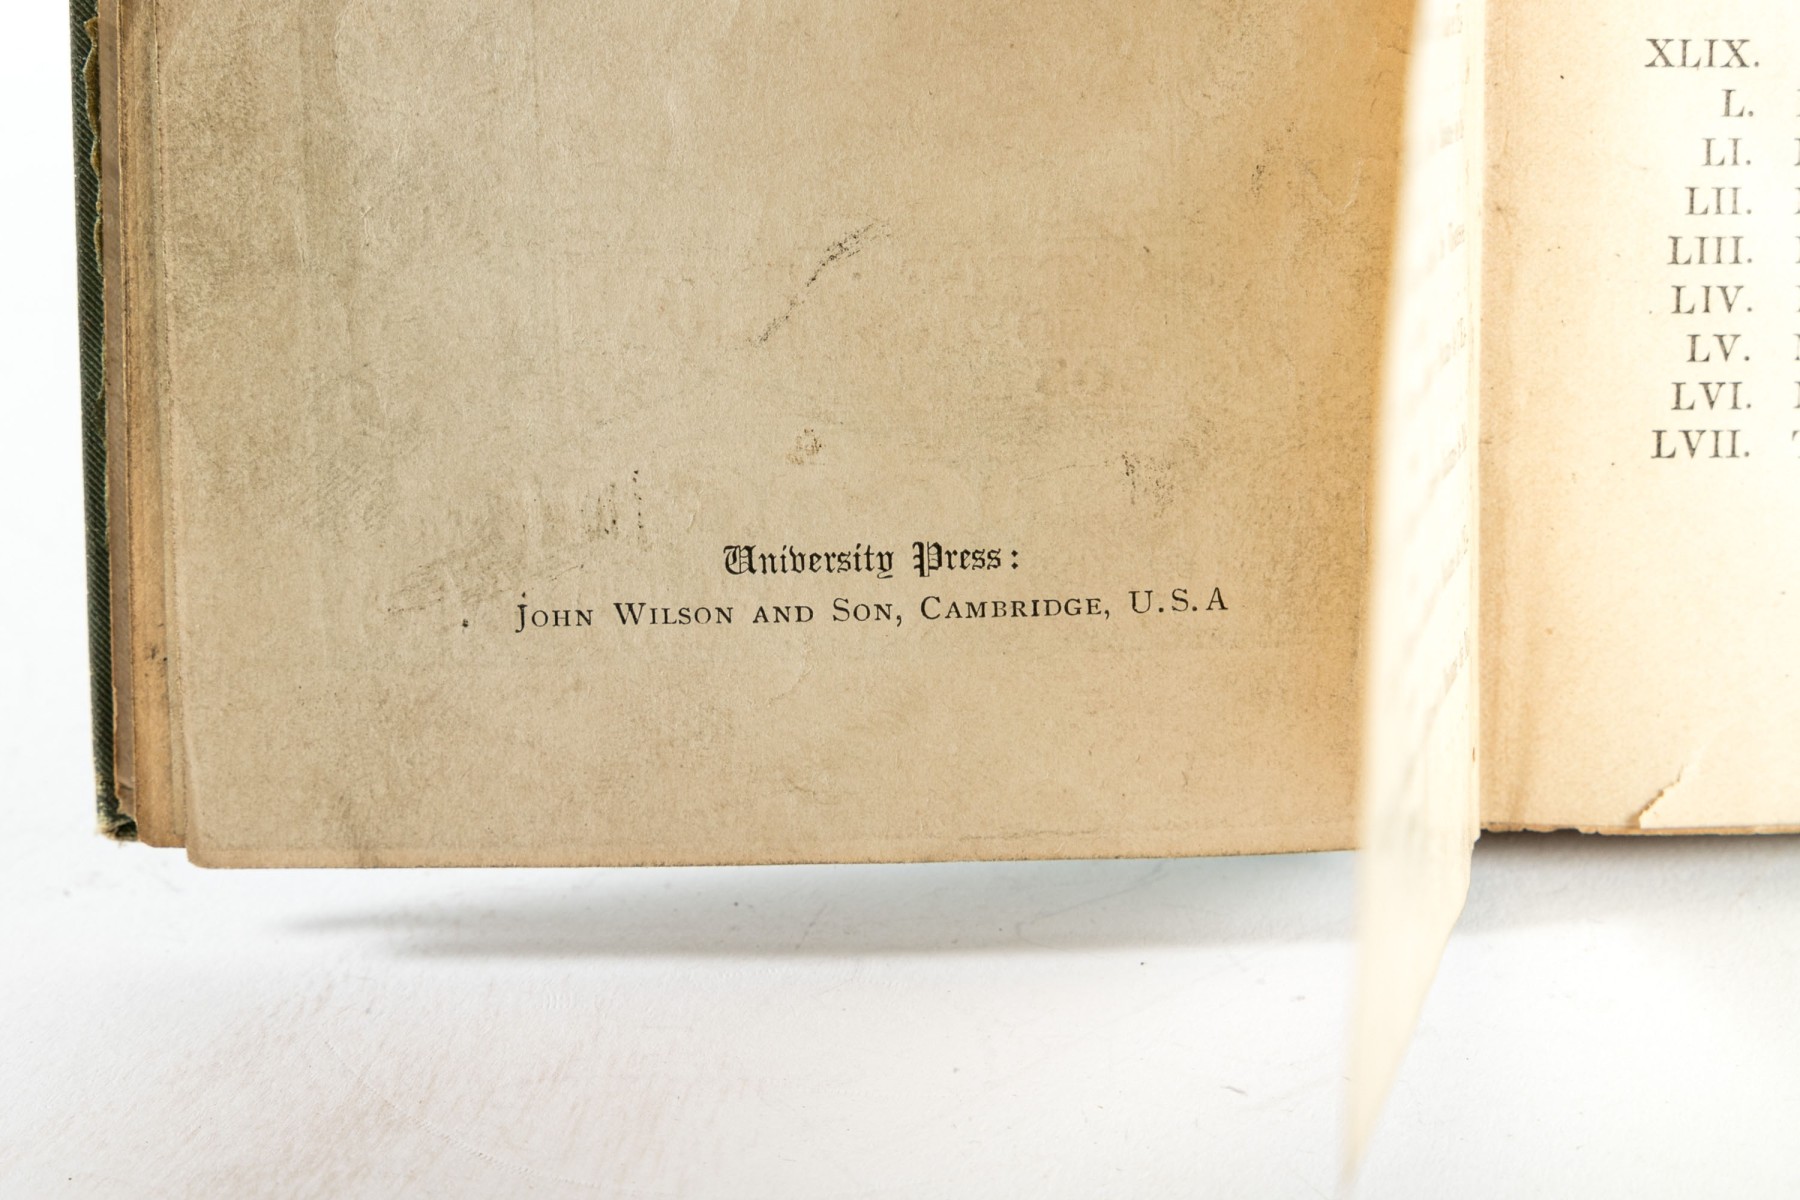 University Press:
John Wilson and Son, Cambridge, U.S.A
XLIX.
L.
LI.
LII.
LIII.
LIV.
LV.
LVI.
LVII.